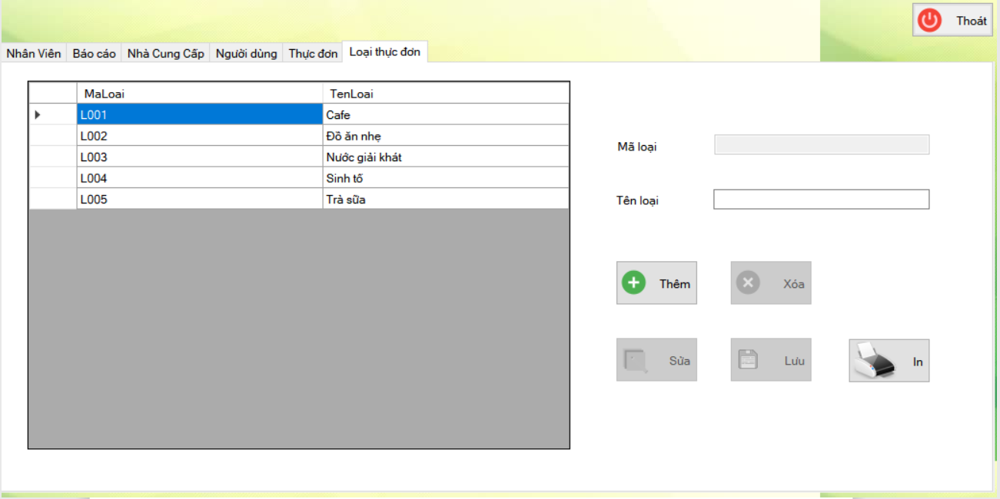 Thoát
Nhân Viên Báo cáo Nhà Cung Cấp Người dùng Thực đơn Loại thực đơn
MaLoai TenLoai
L001 Cafe
L002 Đồ ăn nhẹ
L003 Nước giải khát
L004 Sinh tố
L005 Trà sữa
Mã loại
Tên loại
Thêm Xóa
Sửa Lưu In